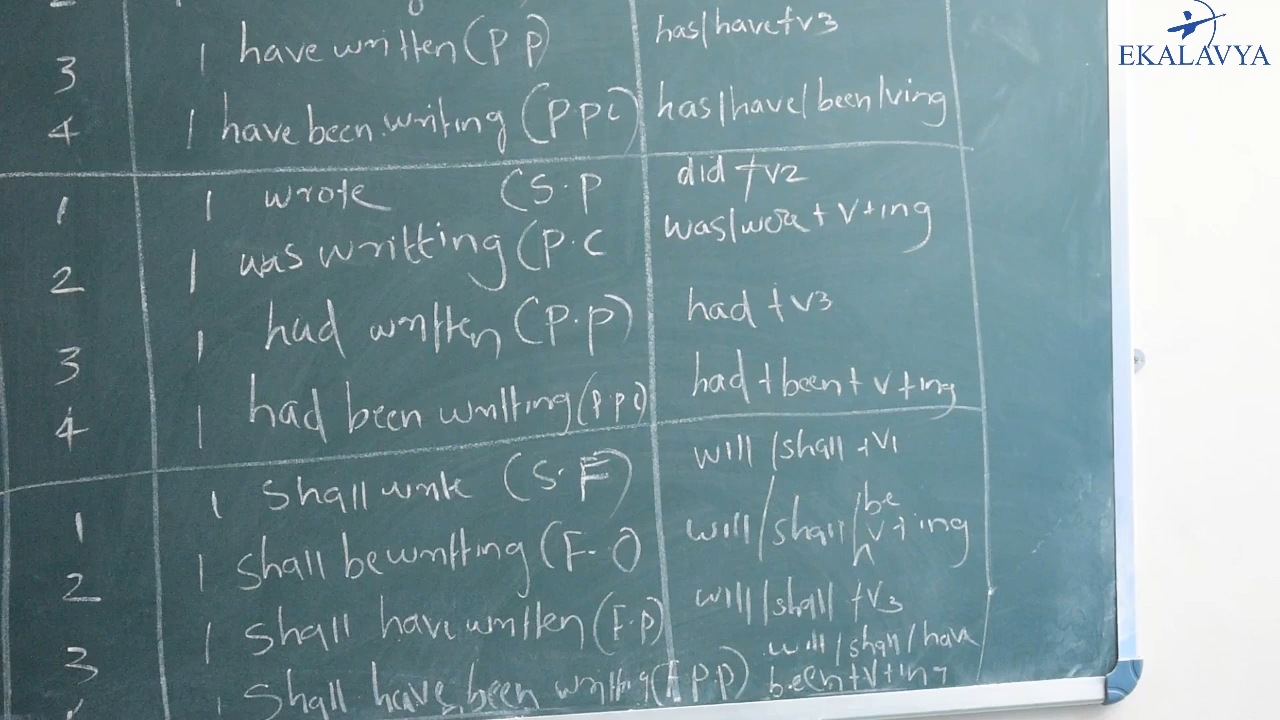 EKALAVYA
3 I have written (P P) has/have+v3
4 I have been writing (P P C) has/have/been/ving
1 I wrote (S.P did +v2
2 I was writting (P.C was/were+v+ing
3 I had written (P.P) had +v3
4 I had been writting (P P C) had +been+ v +ing
1 I shall write (S.F) will /shall +v1
2 I shall be writting (F. C) will /shall /be v+ing
3 I shall have written (F.P) will /shall +v3
I shall have been writting (F P.P) will /shall /have
been+v+ing